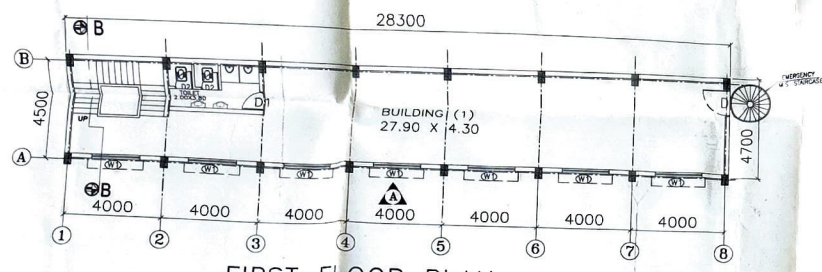 28300
B
B
EMERGENCY
M.S. STAIRCASE
D2 D2
TOILET
D1
BUILDING (1)
27.90 X 4.30
4500
UP
4700
A
WD WD WD WD WD WD WD
B
A
4000 4000 4000 4000 4000 4000 4000
1 2 3 4 5 6 7 8
FIRST FLOOR PLAN